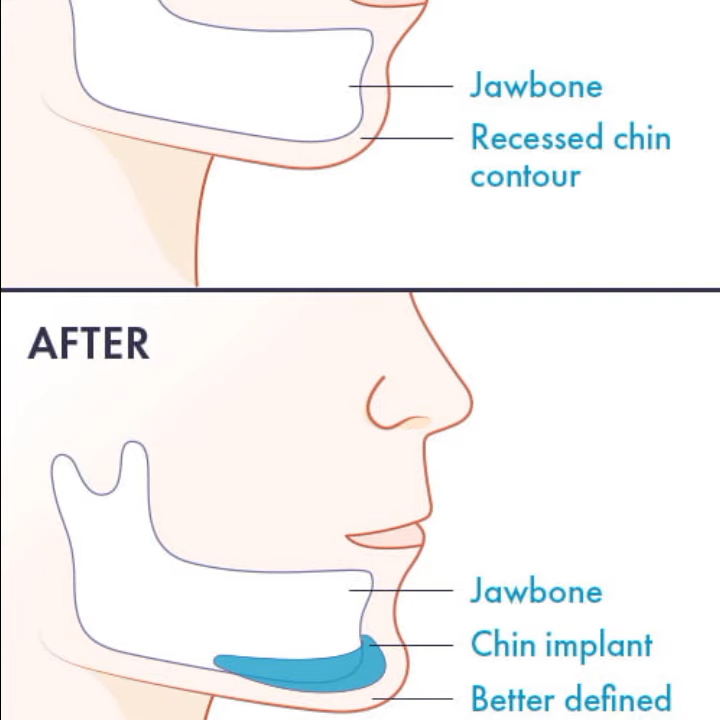 Jawbone
Recessed chin
contour
AFTER
Jawbone
Chin implant
Better defined